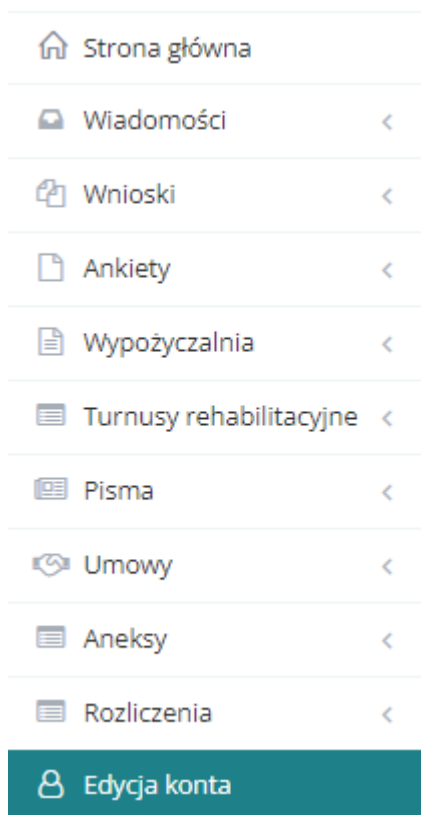 Strona główna
Wiadomości
Wnioski
Ankiety
Wypożyczalnia
Turnusy rehabilitacyjne
Pisma
Umowy
Aneksy
Rozliczenia
Edycja konta